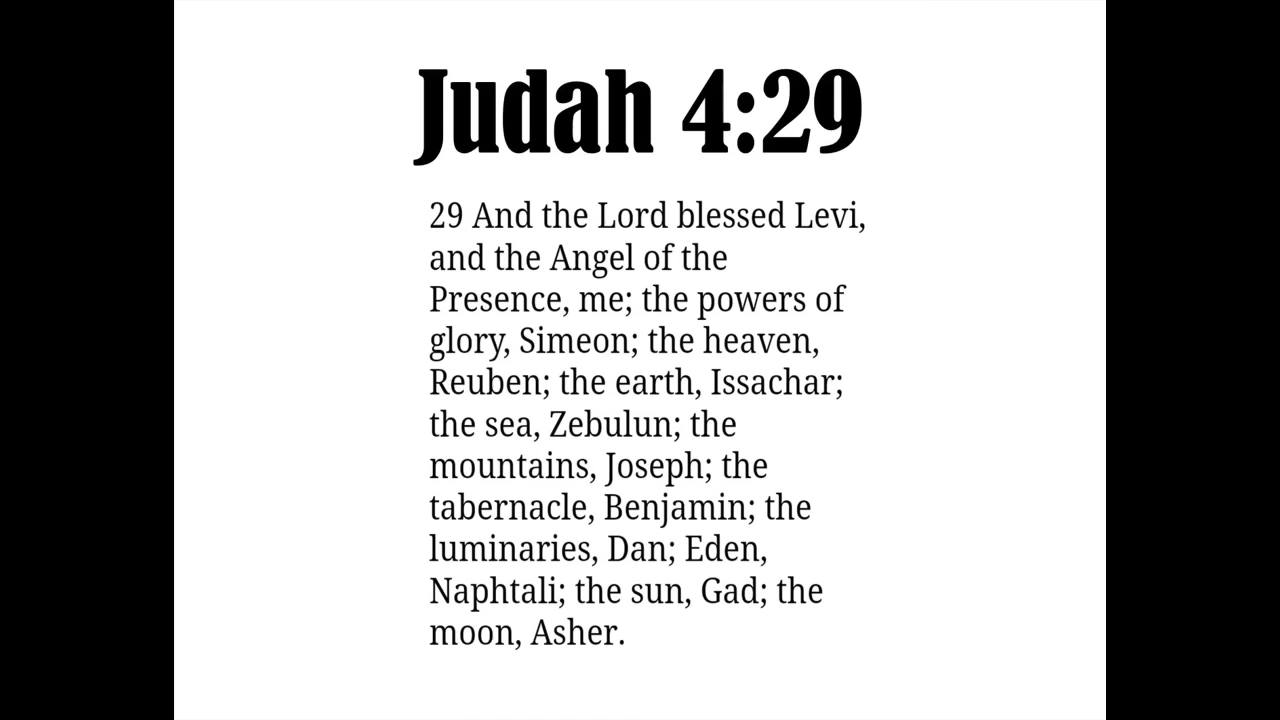 Judah 4:29
29 And the Lord blessed Levi,
and the Angel of the
Presence, me; the powers of
glory, Simeon; the heaven,
Reuben; the earth, Issachar;
the sea, Zebulun; the
mountains, Joseph; the
tabernacle, Benjamin; the
luminaries, Dan; Eden,
Naphtali; the sun, Gad; the
moon, Asher.